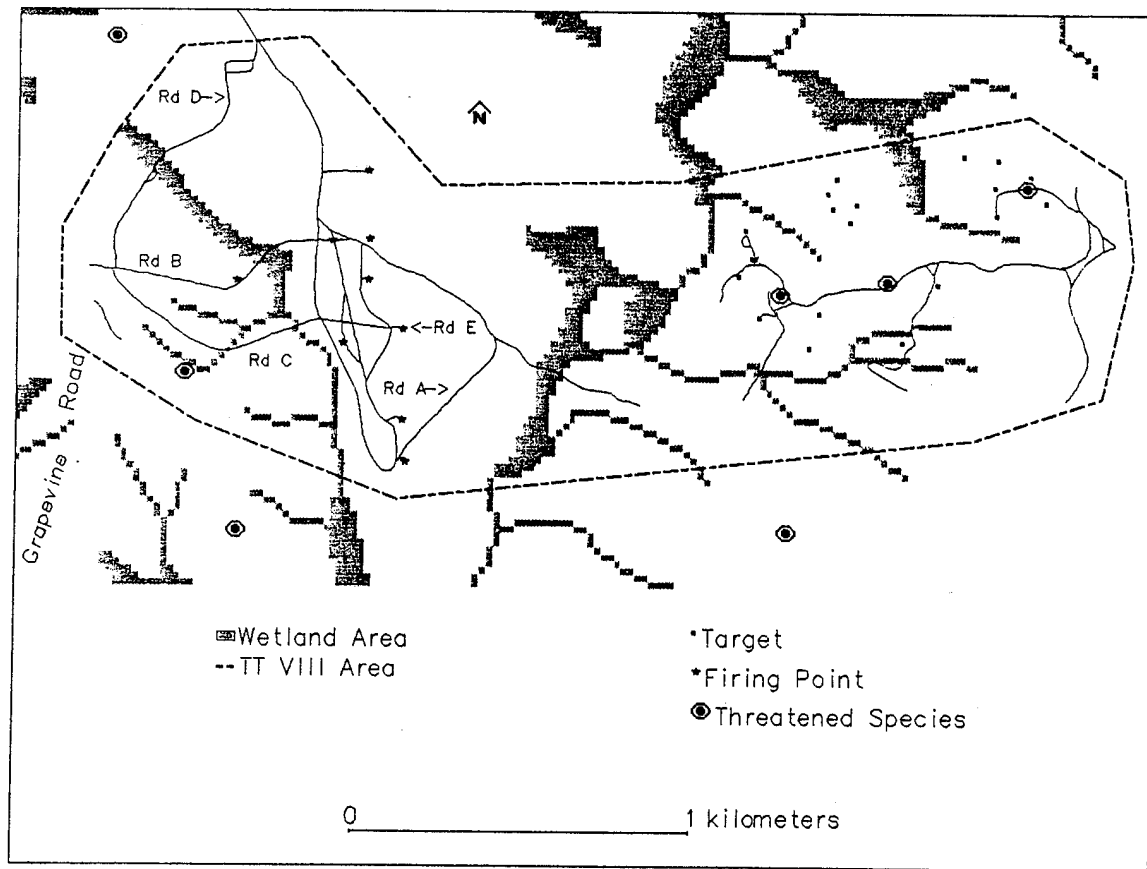 Rd D->
N
Rd B
<-Rd E
Rd C
Rd A->
Grapevine Road
Wetland Area
TT VIII Area
Target
Firing Point
Threatened Species
0
1 kilometers